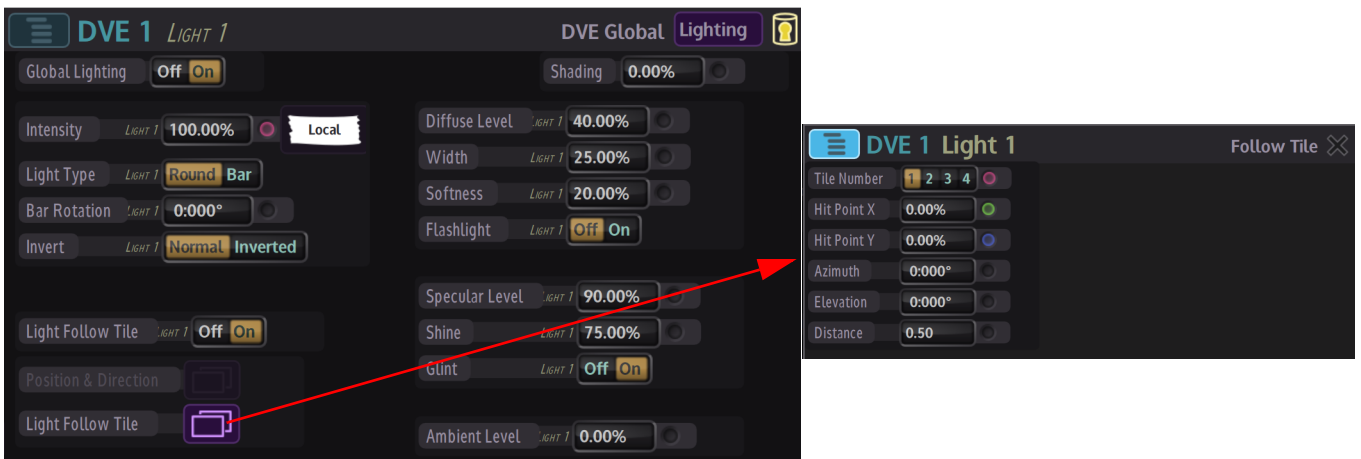 DVE 1 Light 1 DVE Global Lighting
Global Lighting Off On Shading 0.00%
Intensity Light 1 100.00% Local
Light Type Light 1 Round Bar
Bar Rotation Light 1 0:000°
Invert Light 1 Normal Inverted
Light Follow Tile Light 1 Off On
Position & Direction
Light Follow Tile
Diffuse Level Light 1 40.00%
Width Light 1 25.00%
Softness Light 1 20.00%
Flashlight Light 1 Off On
Specular Level Light 1 90.00%
Shine Light 1 75.00%
Glint Light 1 Off On
Ambient Level Light 1 0.00%
DVE 1 Light 1 Follow Tile
Tile Number 1 2 3 4
Hit Point X 0.00%
Hit Point Y 0.00%
Azimuth 0:000°
Elevation 0:000°
Distance 0.50